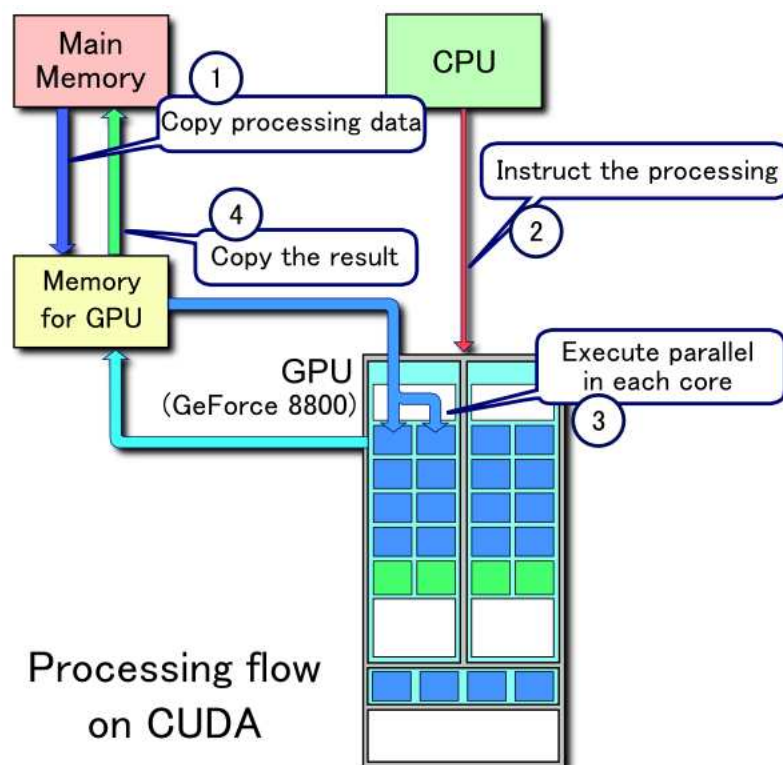 Main
Memory
CPU
1
Copy processing data
Instruct the processing
2
4
Copy the result
Memory
for GPU
GPU
(GeForce 8800)
Execute parallel
in each core
3
Processing flow
on CUDA